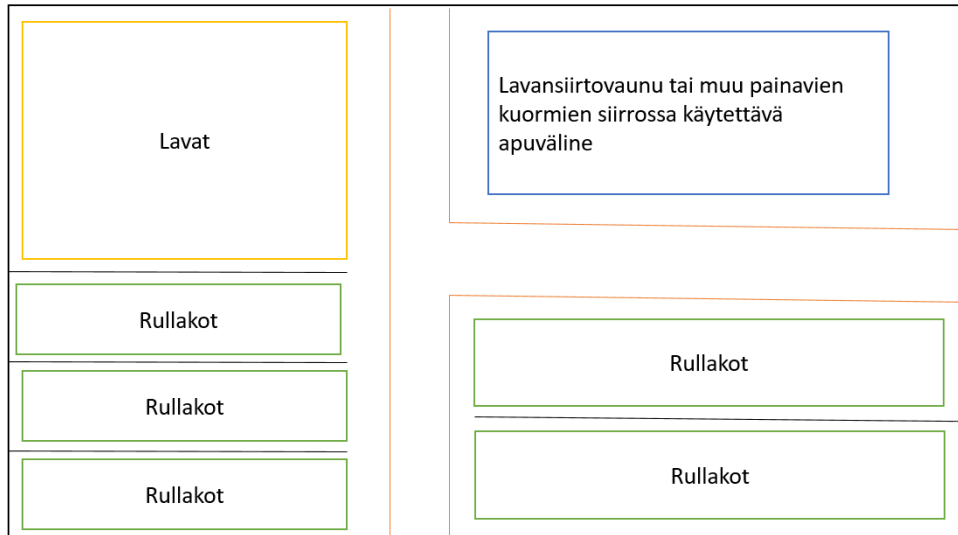 Lavat
Lavansiirtovaunu tai muu painavien
kuormien siirrossa käytettävä
apuväline
Rullakot
Rullakot
Rullakot
Rullakot
Rullakot